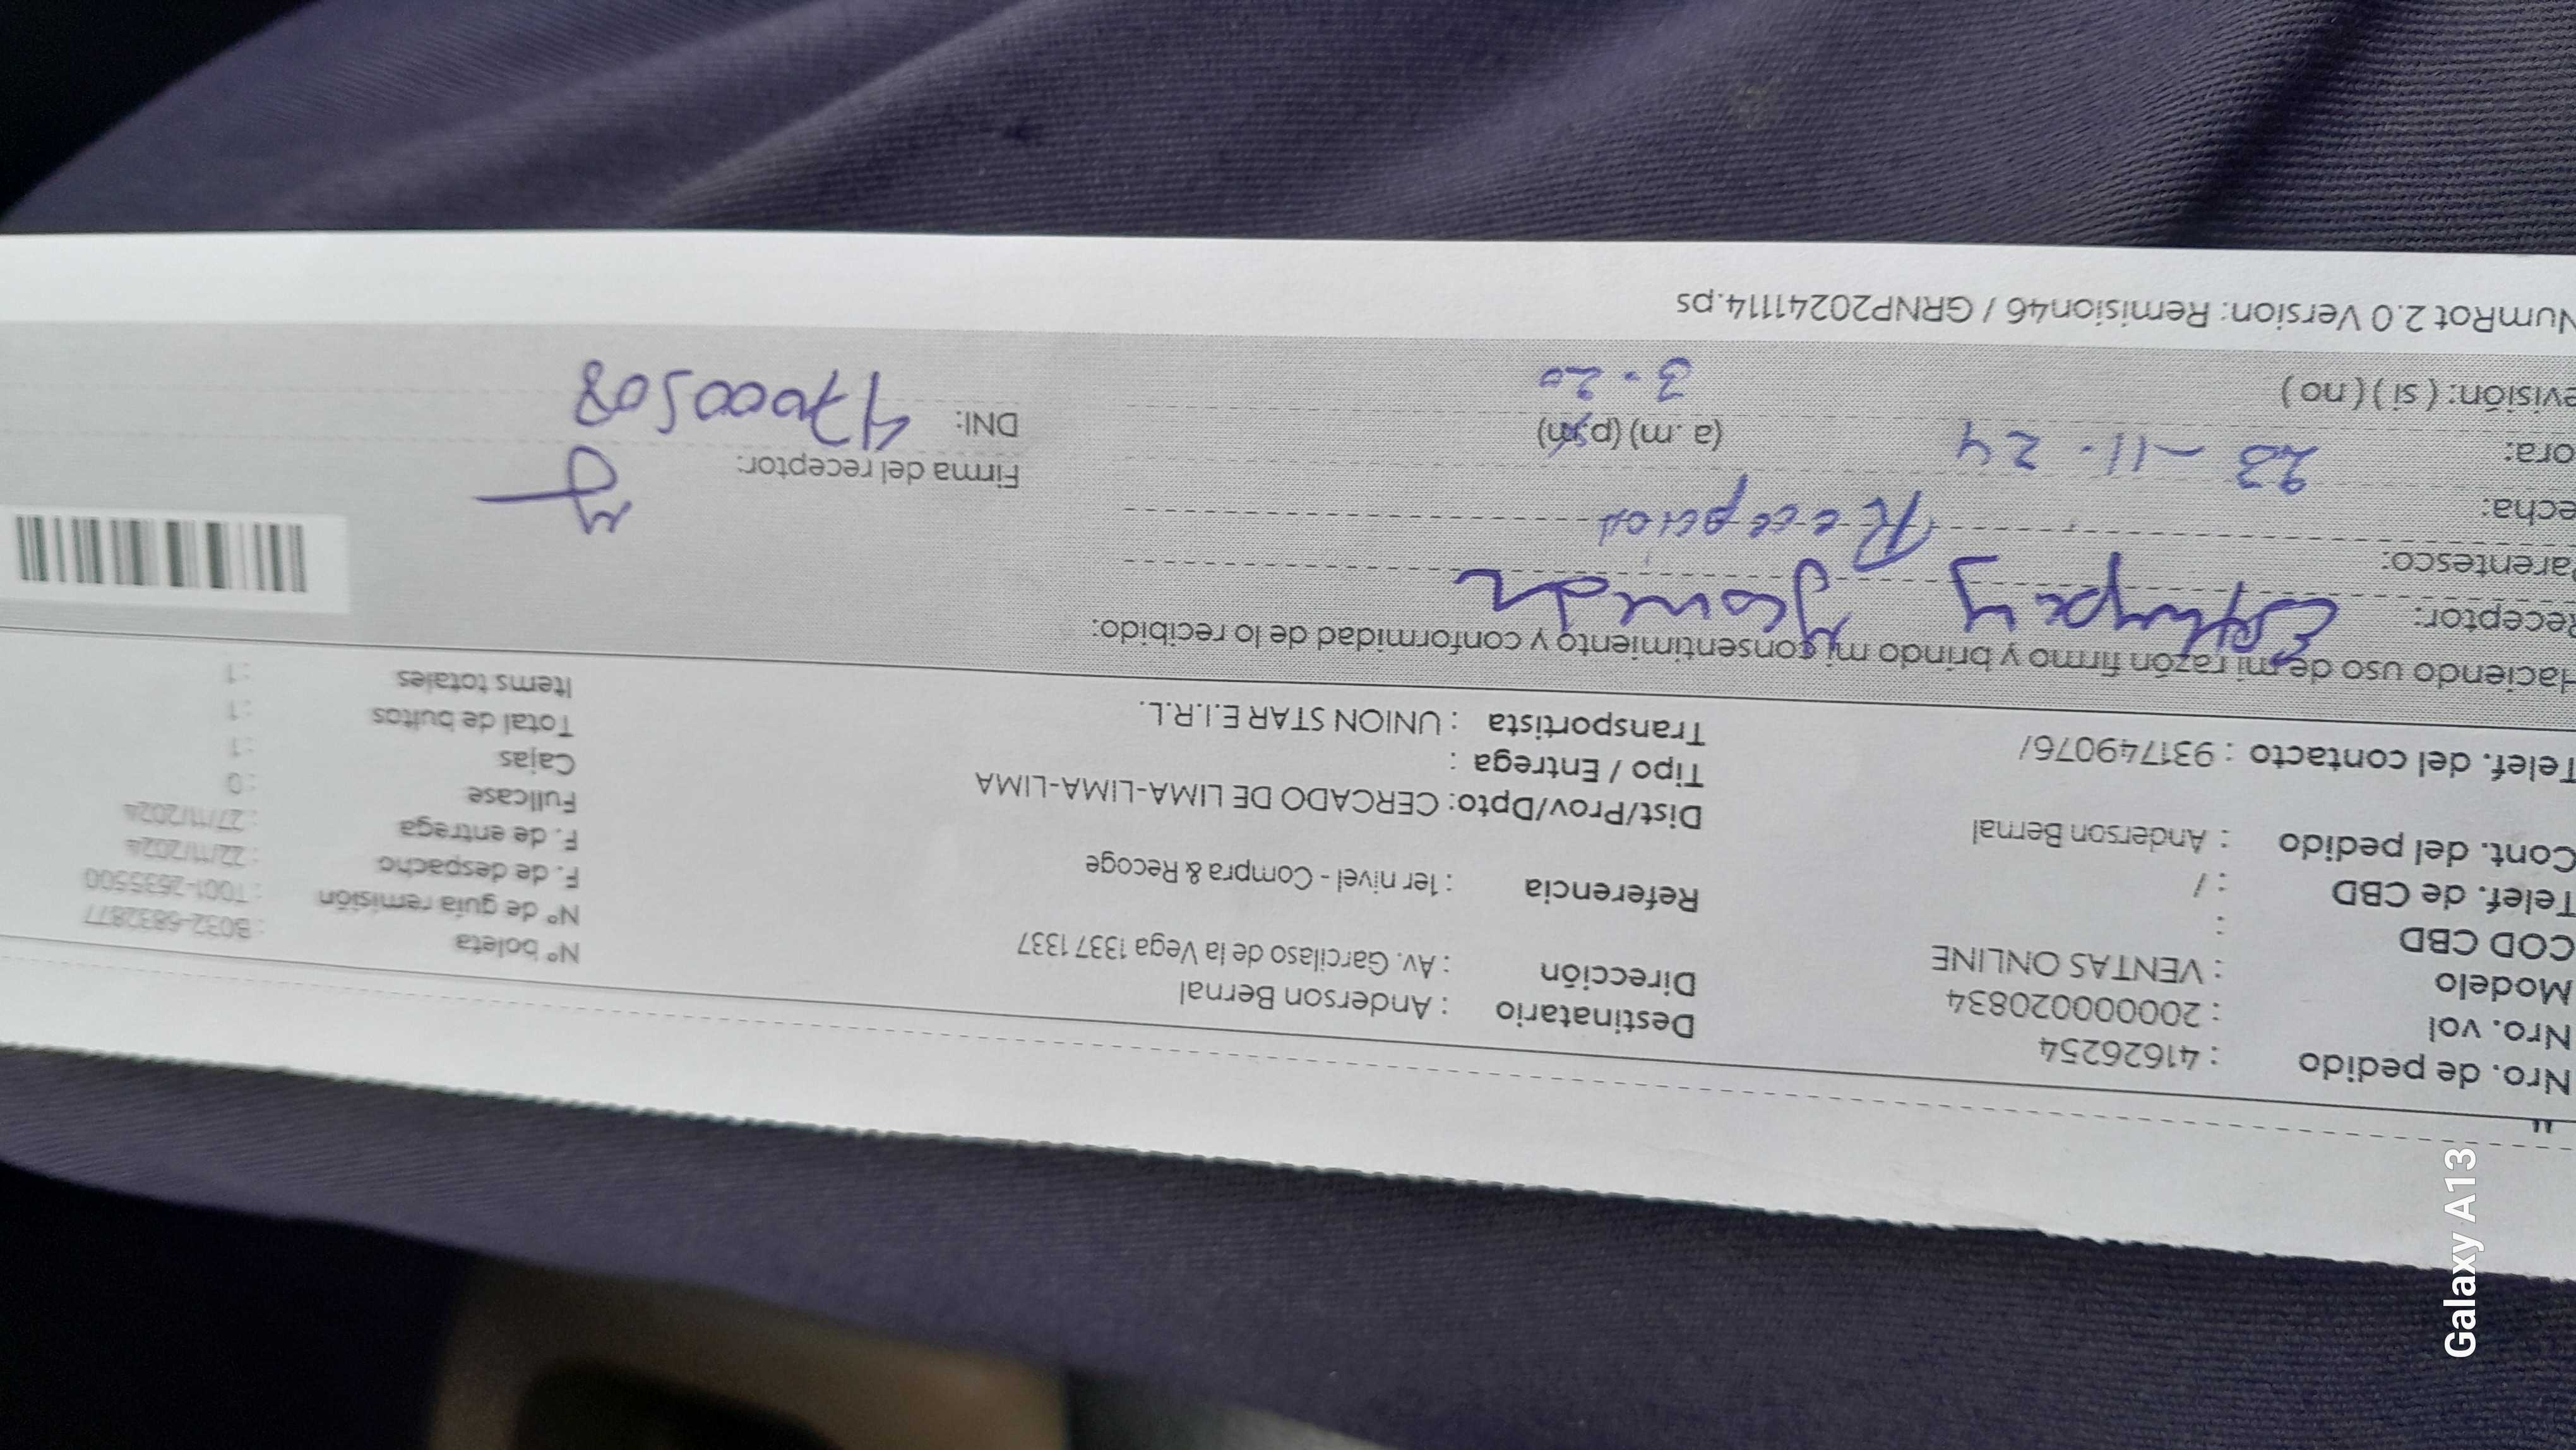 Nro. de pedido : 41626254
Nro. vol : 2000000020834
Modelo : VENTAS ONLINE
COD CBD :
Telef. de CBD : /
Cont. del pedido : Anderson Bernal
Telef. del contacto : 931749076/
Destinatario : Anderson Bernal
Dirección : Av. Garcilaso de la Vega 1337 1337
Referencia : 1er nivel - Compra & Recoge
Dist/Prov/Dpto: CERCADO DE LIMA-LIMA-LIMA
Tipo / Entrega :
Transportista : UNION STAR E.I.R.L.
N° boleta : B032-6832877
N° de guía remisión : T001-2635500
F. de despacho : 22/11/2024
F. de entrega : 27/11/2024
Fullcase : 0
Cajas : 1
Total de bultos : 1
Items totales : 1
Haciendo uso de mi razón firmo y brindo mi consentimiento y conformidad de lo recibido:
Receptor:
Parentesco: Recepcion
echa: 23-11-24
ora: (a.m) (p.m) 3-20
evisión: ( si ) ( no )
Firma del receptor:
DNI: 47000508
NumRot 2.0 Version: Remision46 / GRNP20241114.ps
Galaxy A13